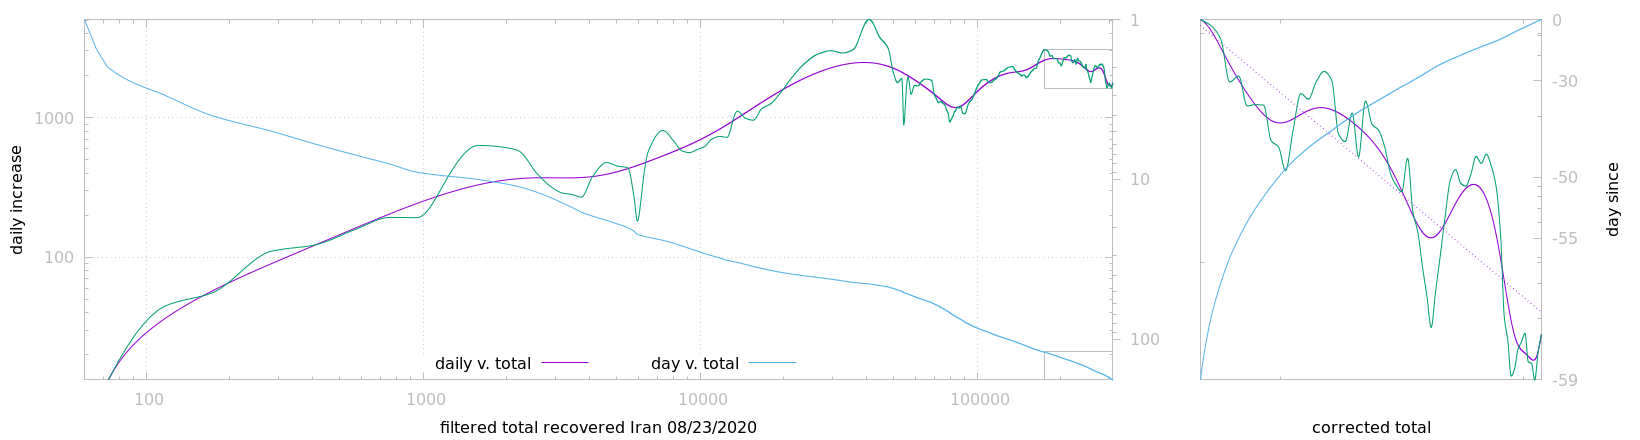 daily increase
1000
100
100
1000
10000
100000
1
10
100
daily v. total
day v. total
filtered total recovered Iran 08/23/2020
0
-30
-50
-55
-59
day since
corrected total